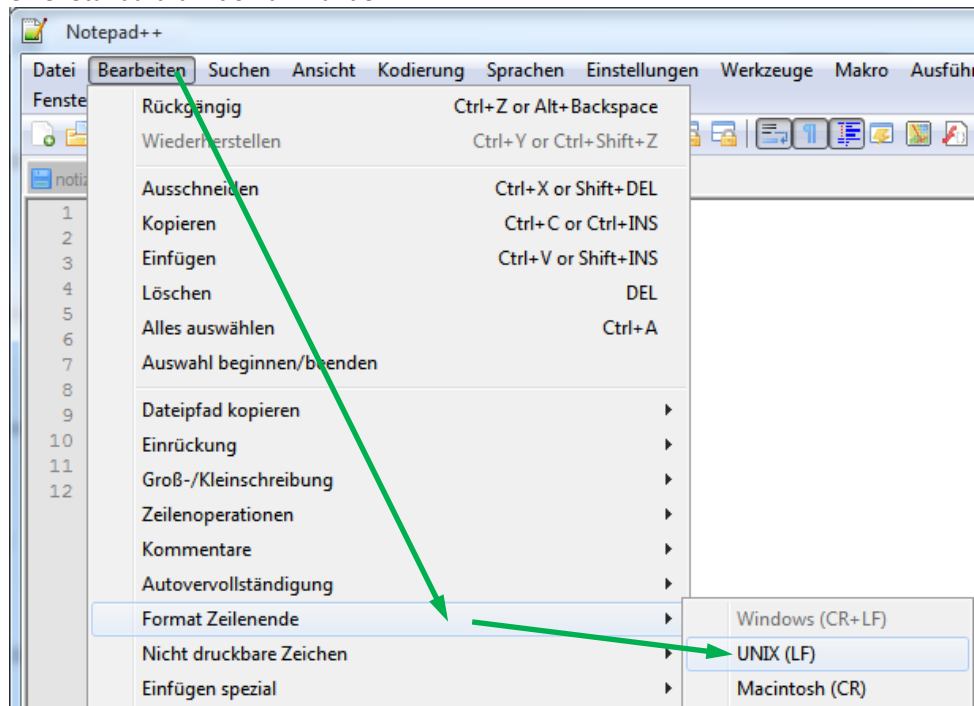 Notepad++
Datei Bearbeiten Suchen Ansicht Kodierung Sprachen Einstellungen Werkzeuge Makro
Rückgängig Ctrl+Z or Alt+Backspace
Wiederherstellen Ctrl+Y or Ctrl+Shift+Z
Ausschneiden Ctrl+X or Shift+DEL
Kopieren Ctrl+C or Ctrl+INS
Einfügen Ctrl+V or Shift+INS
Löschen DEL
Alles auswählen Ctrl+A
Auswahl beginnen/beenden
Dateipfad kopieren
Einrückung
Groß-/Kleinschreibung
Zeilenoperationen
Kommentare
Autovervollständigung
Format Zeilenende
Nicht druckbare Zeichen
Einfügen spezial
Windows (CR+LF)
UNIX (LF)
Macintosh (CR)
1
2
3
4
5
6
7
8
9
10
11
12